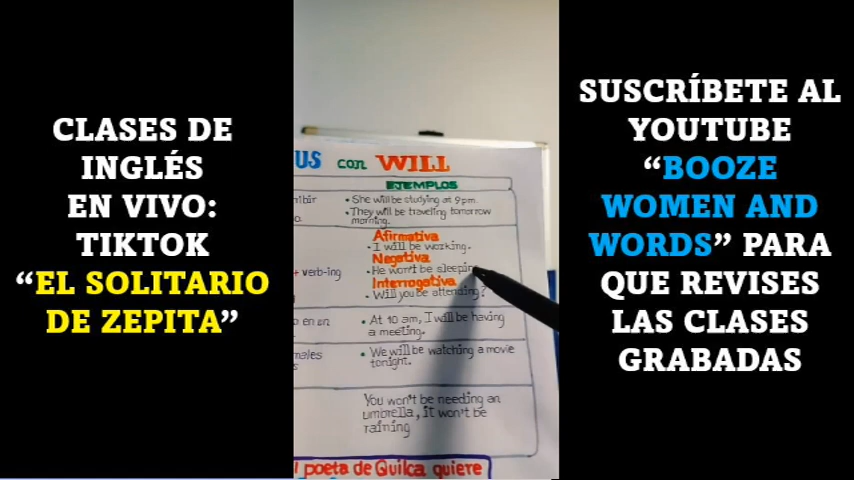 CLASES DE
INGLÉS
EN VIVO:
TIKTOK
“EL SOLITARIO
DE ZEPITA”
US con WILL
EJEMPLOS
• She will be studying at 9pm.
• They will be traveling tomorrow
morning.
Afirmativa
• I will be working.
Negativa
+ verb-ing
• He won't be sleepin
Interrogativa
• Will you be attending?
o en en
• At 10 am, I will be having
a meeting.
males
s
• We will be watching a movie
tonight.
You won't be needing an
umbrella, it won't be
raining
l poeta de Quilca quiere
SUSCRÍBETE AL
YOUTUBE
“BOOZE
WOMEN AND
WORDS” PARA
QUE REVISES
LAS CLASES
GRABADAS